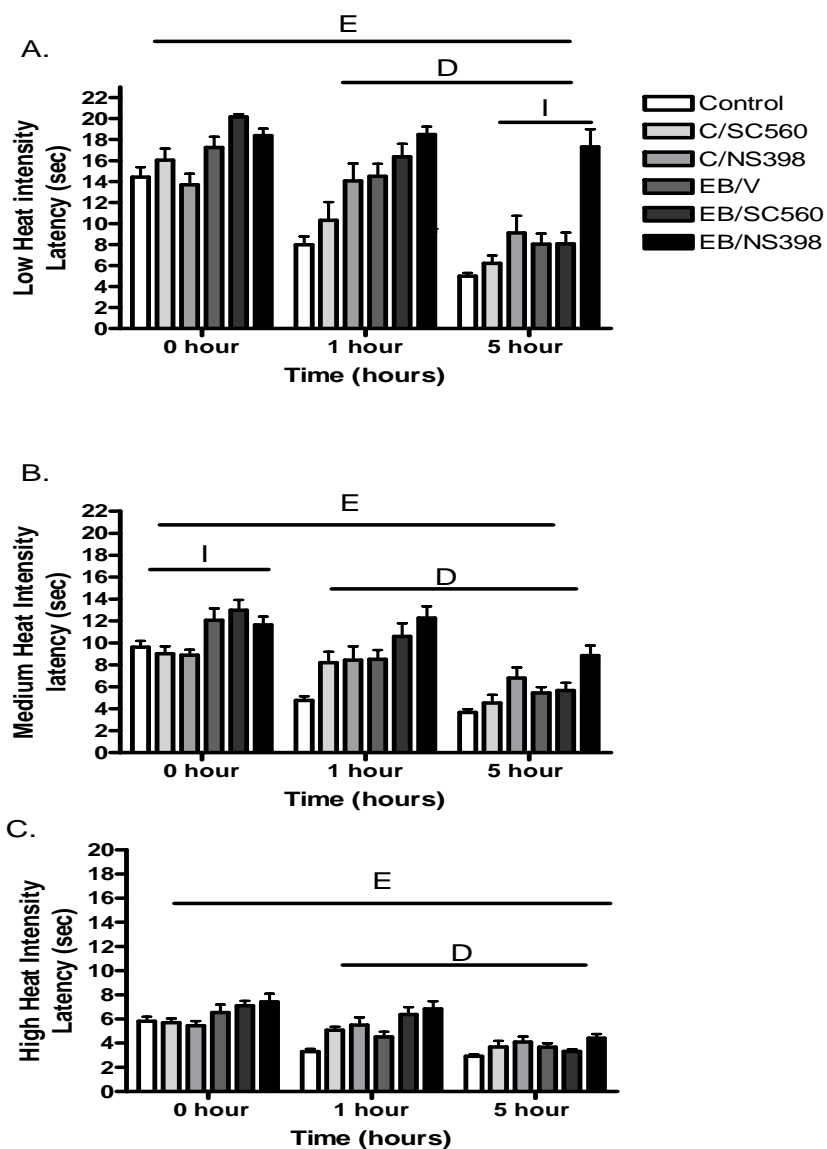 A.
E
D
I
Low Heat intensity
Latency (sec)
22
20
18
16
14
12
10
8
6
4
2
0
0 hour 1 hour 5 hour
Time (hours)
Control
C/SC560
C/NS398
EB/V
EB/SC560
EB/NS398
B.
E
I
D
Medium Heat Intensity
latency (sec)
22
20
18
16
14
12
10
8
6
4
2
0
0 hour 1 hour 5 hour
Time (hours)
C.
E
D
High Heat Intensity
Latency (sec)
20
18
16
14
12
10
8
6
4
2
0
0 hour 1 hour 5 hour
Time (hours)